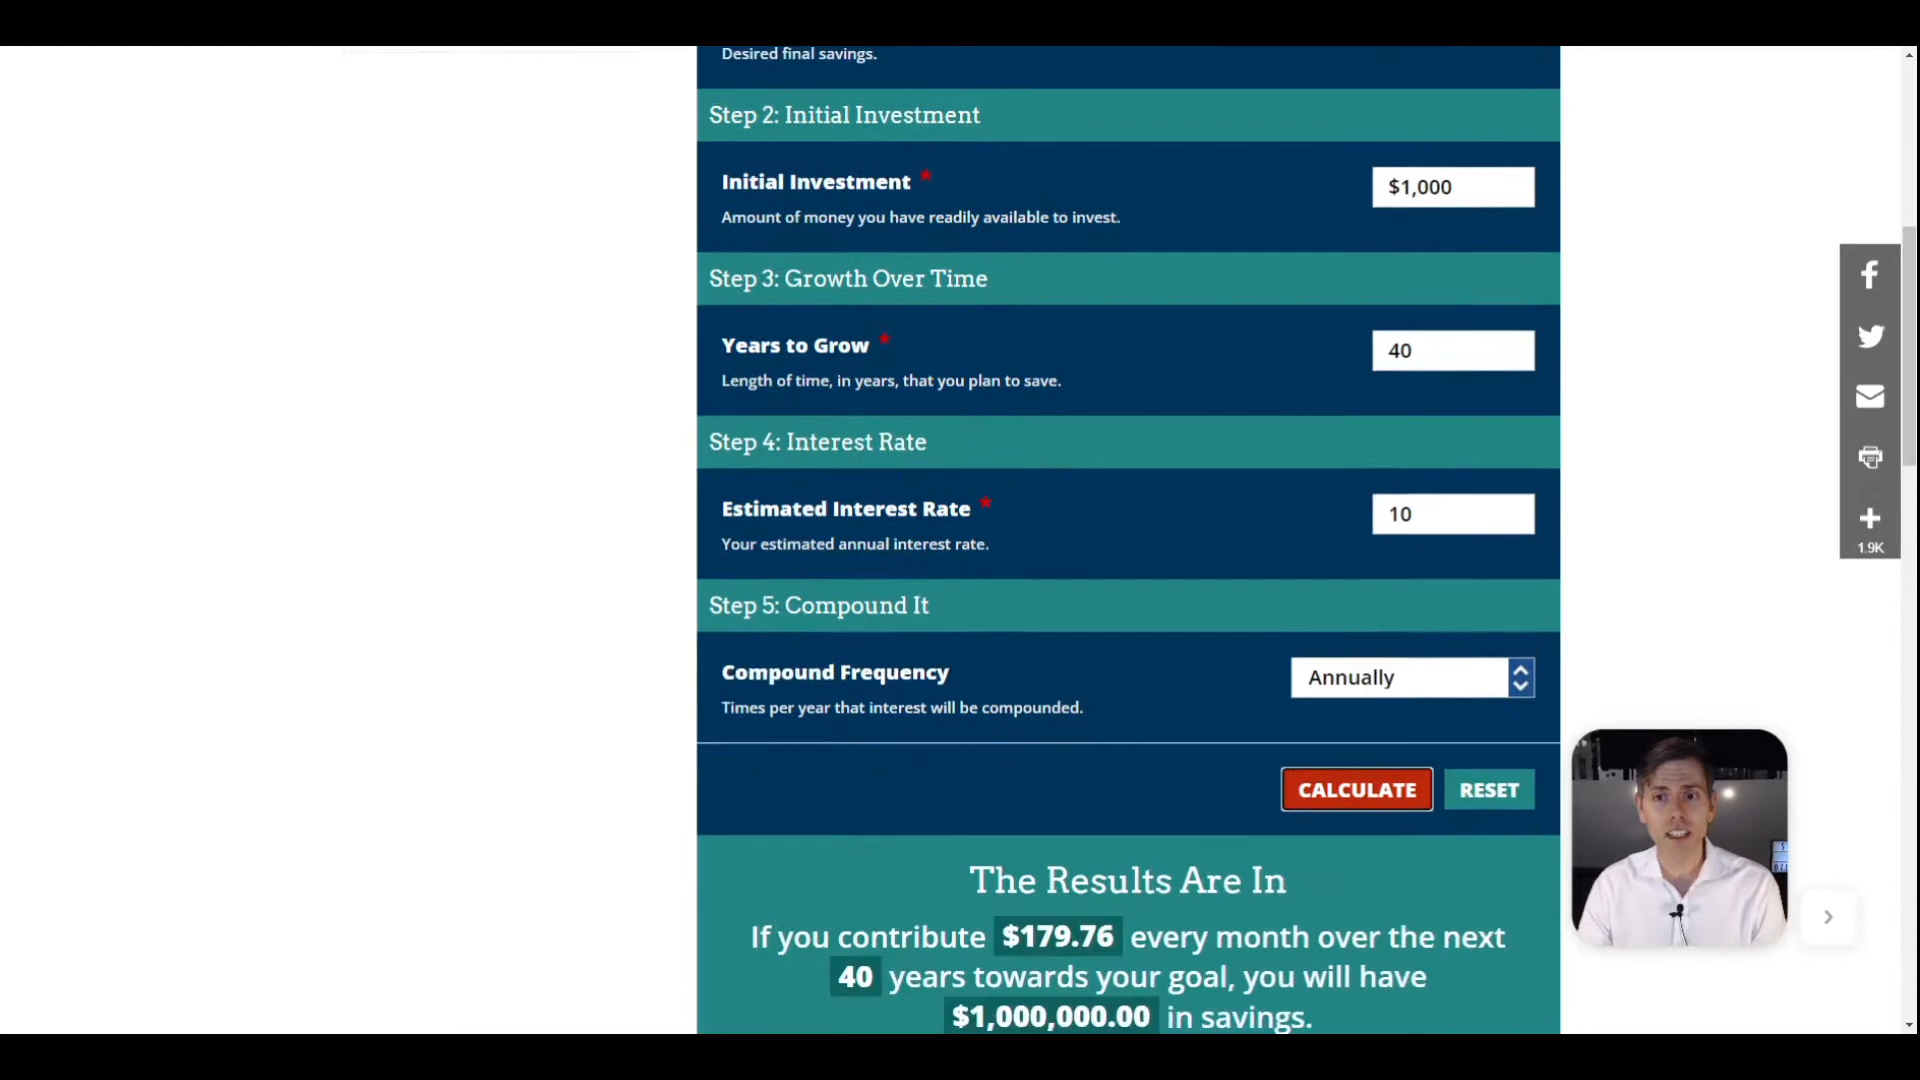 Desired final savings.
Step 2: Initial Investment
Initial Investment *
$1,000
Amount of money you have readily available to invest.
Step 3: Growth Over Time
Years to Grow *
40
Length of time, in years, that you plan to save.
Step 4: Interest Rate
Estimated Interest Rate *
10
Your estimated annual interest rate.
Step 5: Compound It
Compound Frequency
Annually
Times per year that interest will be compounded.
CALCULATE
RESET
The Results Are In
If you contribute $179.76 every month over the next
40 years towards your goal, you will have
$1,000,000.00 in savings.
1.9K